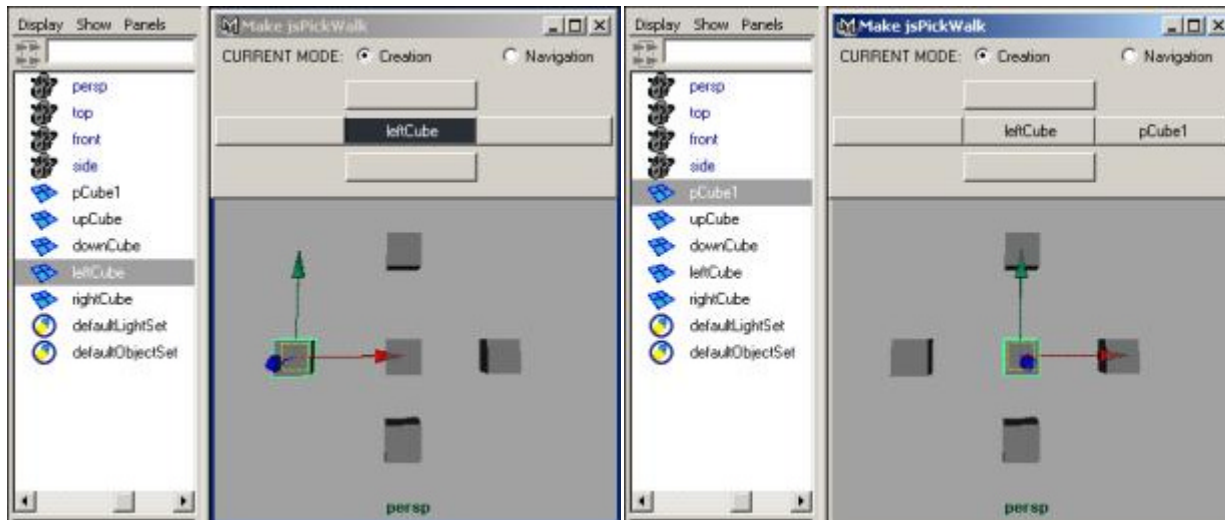 Display Show Panels
persp
top
front
side
pCube1
upCube
downCube
leftCube
rightCube
defaultLightSet
defaultObjectSet
Make jsPickWalk
CURRENT MODE: Creation Navigation
leftCube
persp
Display Show Panels
persp
top
front
side
pCube1
upCube
downCube
leftCube
rightCube
defaultLightSet
defaultObjectSet
Make jsPickWalk
CURRENT MODE: Creation Navigation
leftCube pCube1
persp